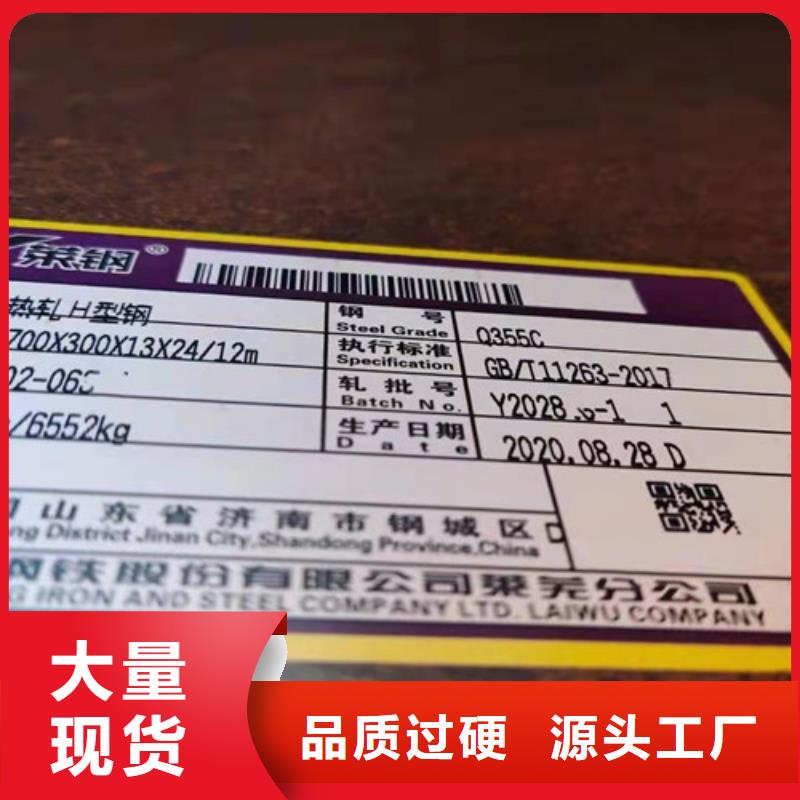 莱钢®
热轧H型钢
钢号
Steel Grade
Q355C
700X300X13X24/12m
执行标准
Specification
GB/T11263-2017
02-06
轧批号
Batch No.
Y2028
-1 1
/6552kg
生产日期
Date
2020.08.28 D
山东省济南市钢城区
ng District Jinan City,Shandong Province,China
钢铁股份有限公司莱芜分公司
G IRON AND STEEL COMPANY LTD. LAIWU COMPANY
大量
现货
品质过硬 源头工厂